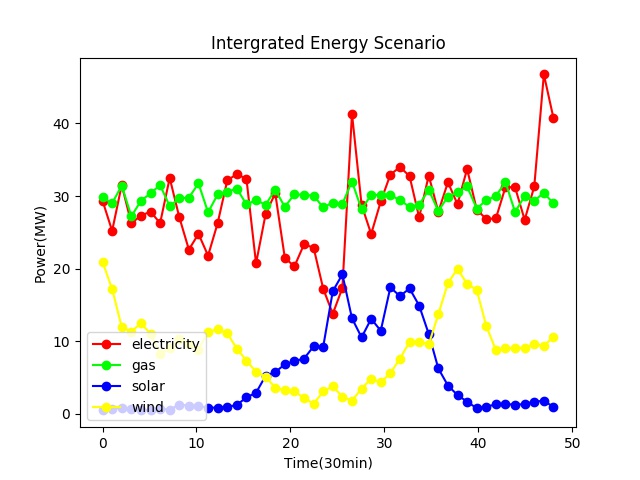 Intergrated Energy Scenario
Power(MW)
40
30
20
10
0
electricity
gas
solar
wind
0 10 20 30 40 50
Time(30min)